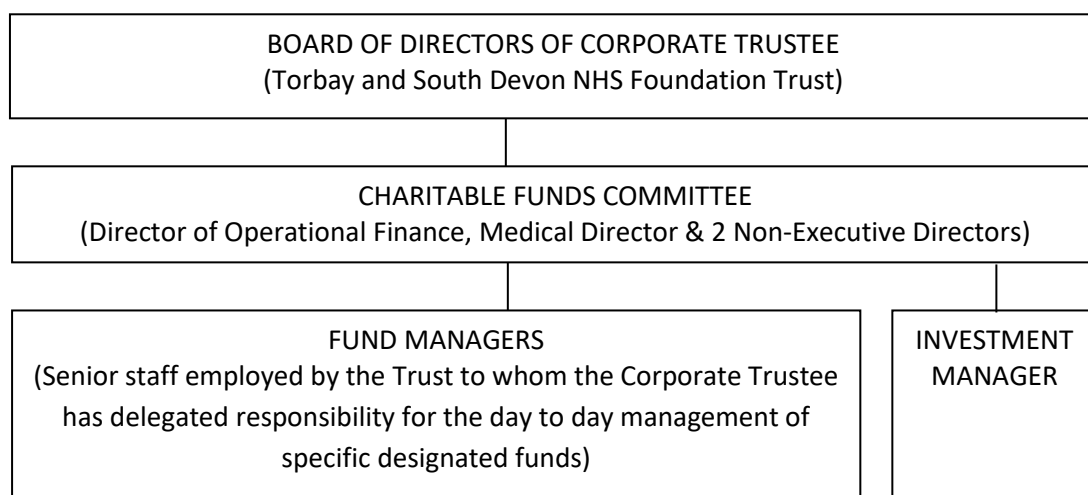 BOARD OF DIRECTORS OF CORPORATE TRUSTEE
(Torbay and South Devon NHS Foundation Trust)
CHARITABLE FUNDS COMMITTEE
(Director of Operational Finance, Medical Director & 2 Non-Executive Directors)
FUND MANAGERS
(Senior staff employed by the Trust to whom the Corporate Trustee
has delegated responsibility for the day to day management of
specific designated funds)
INVESTMENT
MANAGER